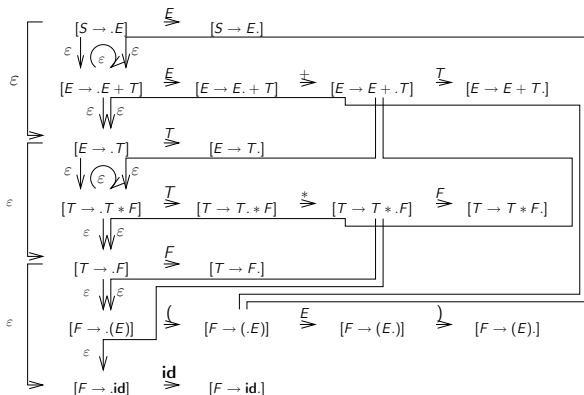 E
[S → .E] [S → E.]
ε ε ε
E + T
ε [E → .E + T] [E → E. + T] [E → E + .T] [E → E + T.]
ε ε
T
[E → .T] [E → T.]
ε ε ε
T * F
ε [T → .T * F] [T → T. * F] [T → T * .F] [T → T * F.]
ε ε
F
[T → .F] [T → F.]
ε ε
( E )
ε [F → .(E)] [F → (.E)] [F → (E.)] [F → (E).]
ε
id
[F → .id] [F → id.]